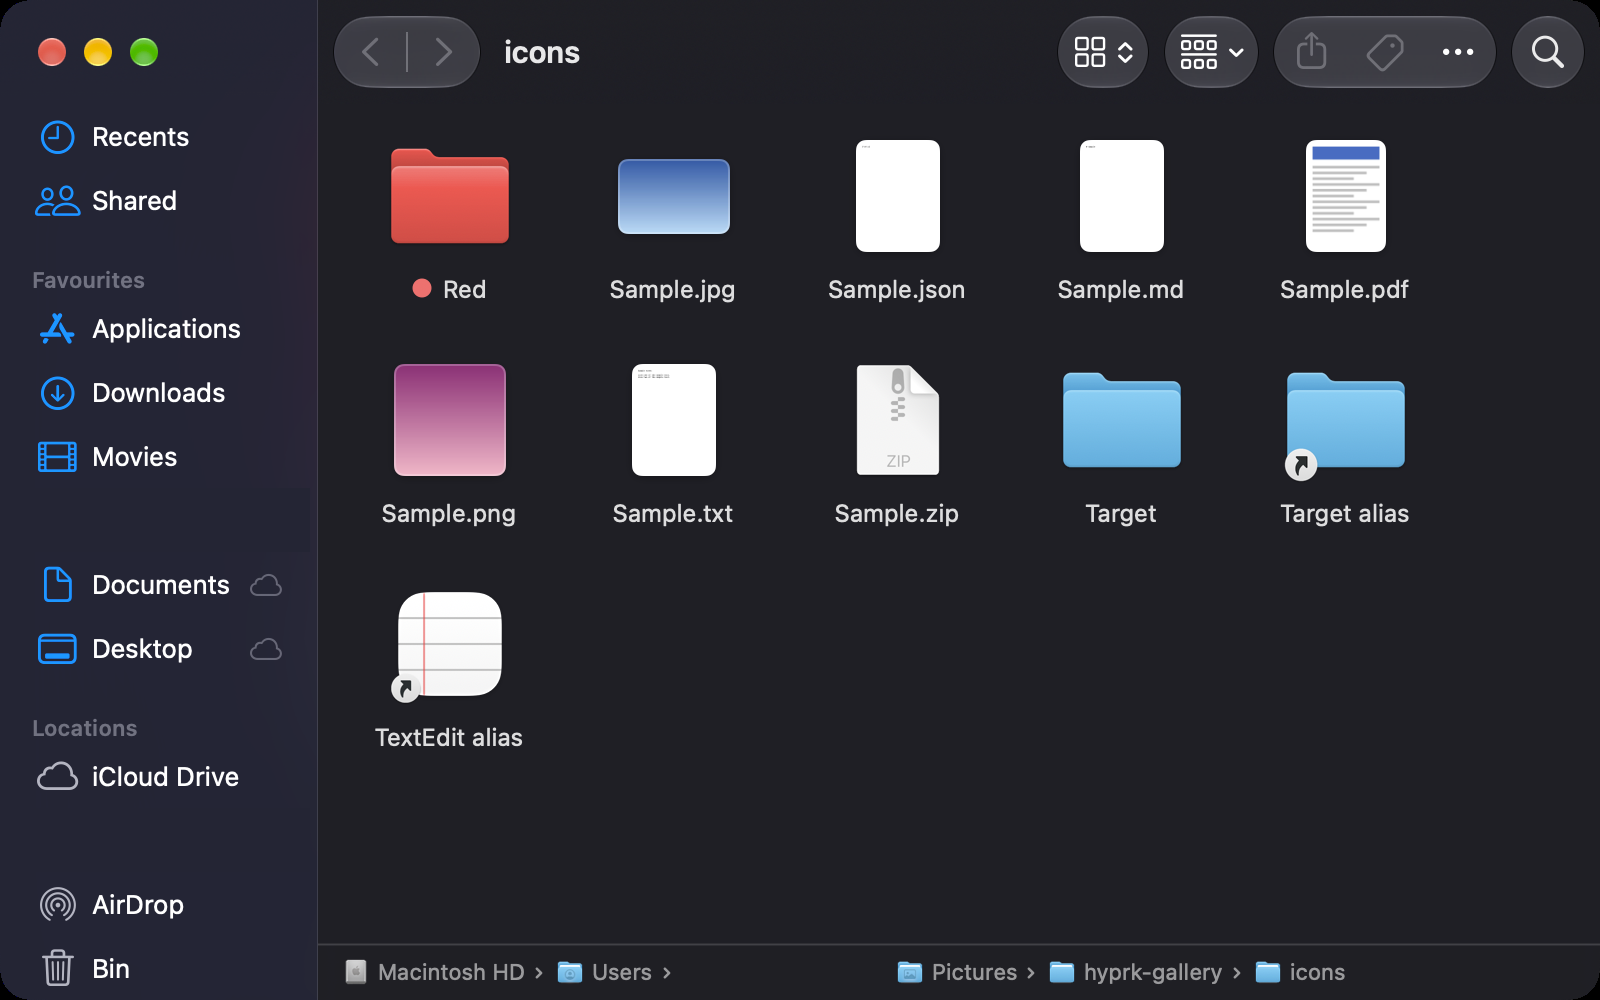 icons
Recents
Shared
Favourites
Applications
Downloads
Movies
Documents
Desktop
Locations
iCloud Drive
AirDrop
Bin
Red
Sample.jpg
Sample.json
Sample.md
Sample.pdf
Sample.png
Sample.txt
ZIP
Sample.zip
Target
Target alias
TextEdit alias
Macintosh HD › Users › Pictures › hyprk-gallery › icons